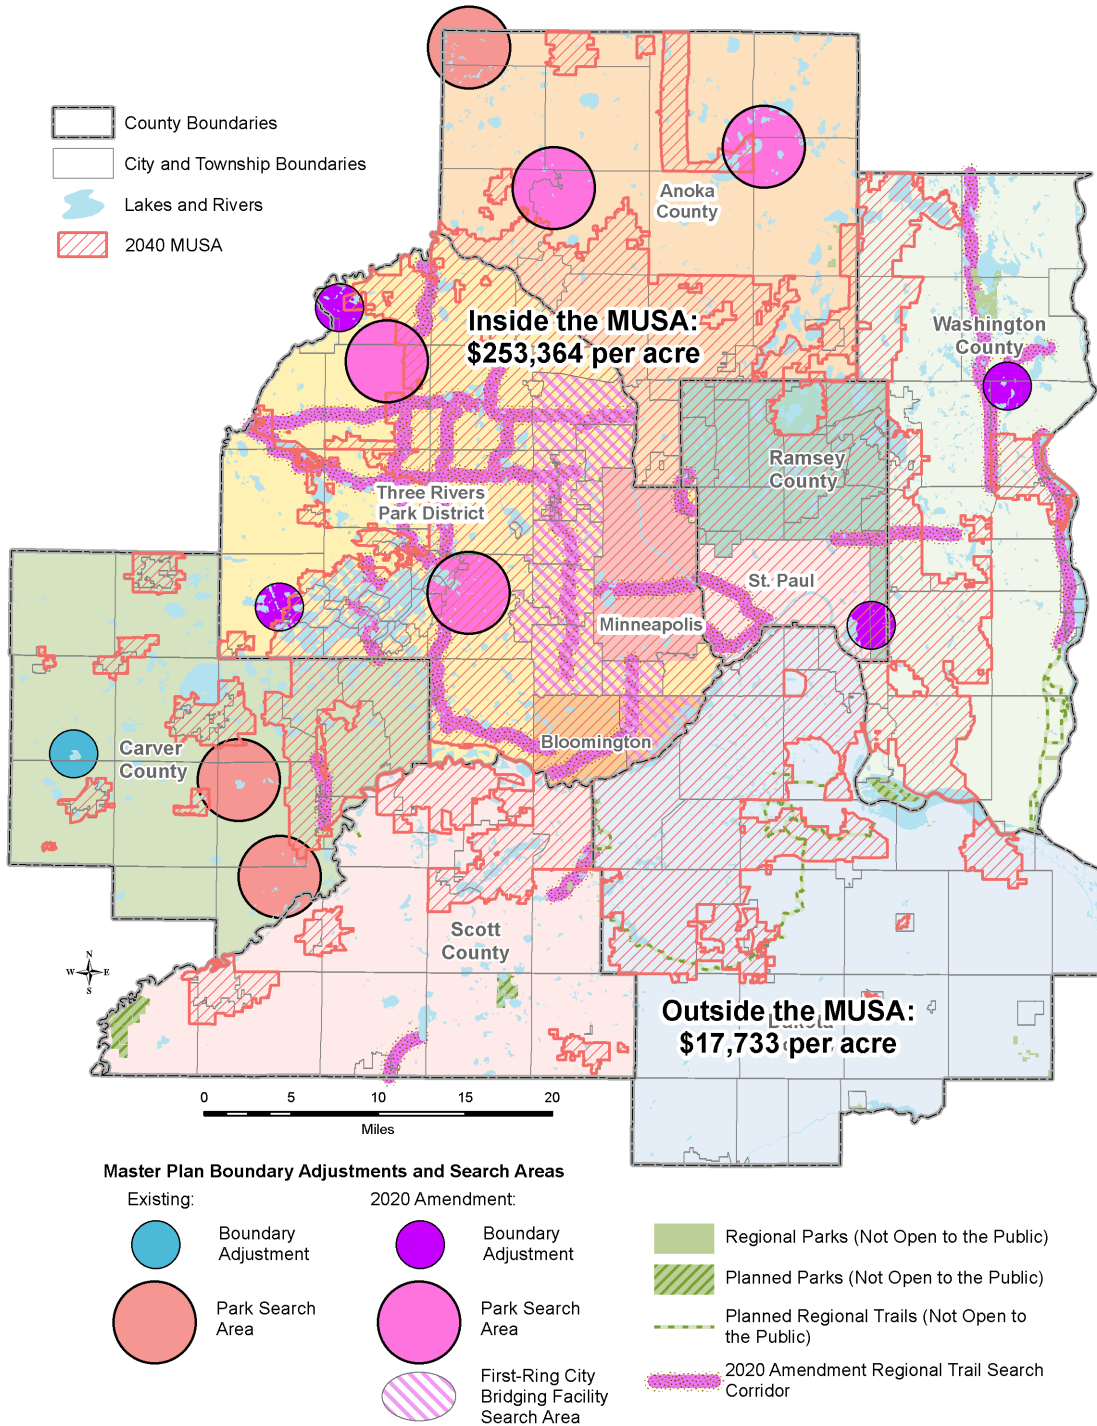 County Boundaries
City and Township Boundaries
Lakes and Rivers
2040 MUSA
Anoka
County
Inside the MUSA:
$253,364 per acre
Washington
County
Ramsey
County
Three Rivers
Park District
St. Paul
Minneapolis
Bloomington
Carver
County
Scott
County
N
W E
S
Outside the MUSA:
Dakota
$17,733 per acre
0 5 10 15 20
Miles
Master Plan Boundary Adjustments and Search Areas
Existing:
Boundary
Adjustment
Park Search
Area
2020 Amendment:
Boundary
Adjustment
Park Search
Area
First-Ring City
Bridging Facility
Search Area
Regional Parks (Not Open to the Public)
Planned Parks (Not Open to the Public)
Planned Regional Trails (Not Open to
the Public)
2020 Amendment Regional Trail Search
Corridor